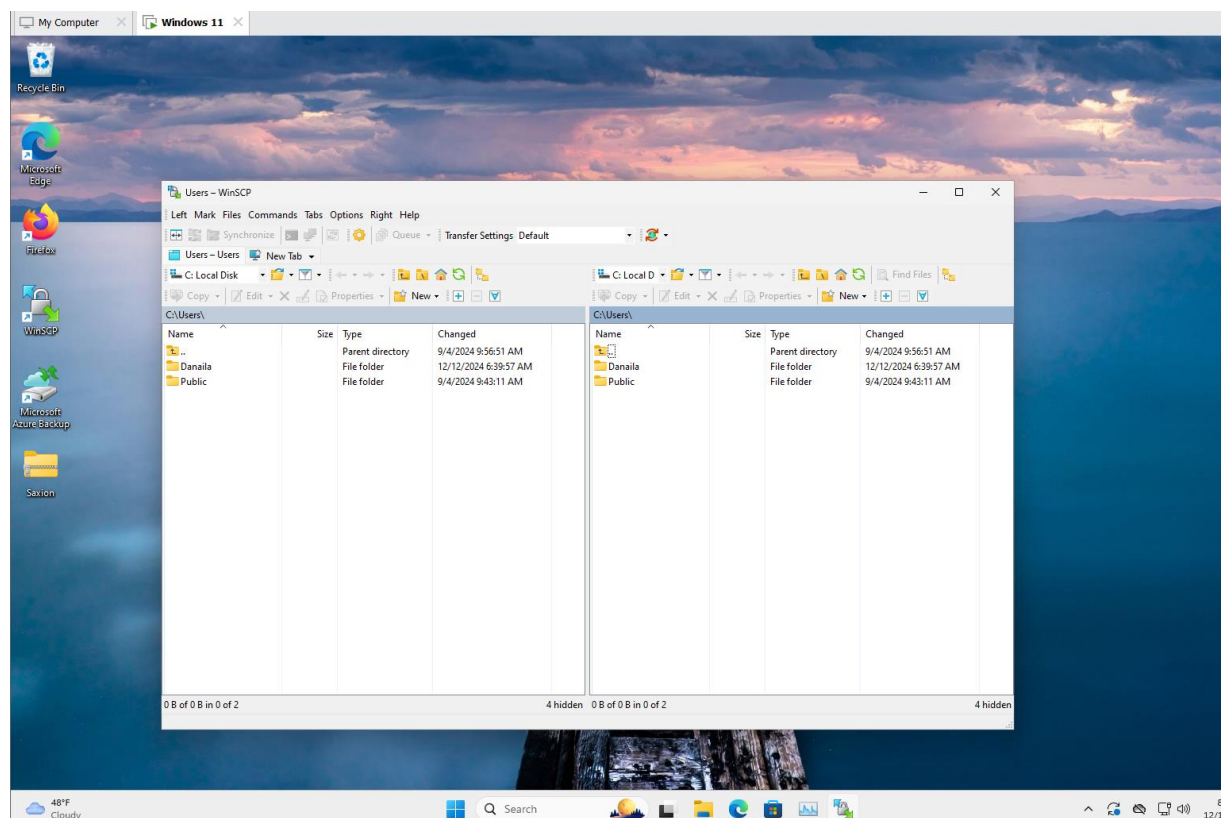 My Computer
Windows 11
Recycle Bin
Microsoft
Edge
Firefox
WinSCP
Microsoft
Azure Backup
Saxion
Users – WinSCP
Left Mark Files Commands Tabs Options Right Help
Synchronize Queue Transfer Settings Default
Users – Users New Tab
C: Local Disk
Copy Edit Properties New
C:\Users\
Name Size Type Changed
.. Parent directory 9/4/2024 9:56:51 AM
Danaila File folder 12/12/2024 6:39:57 AM
Public File folder 9/4/2024 9:43:11 AM
0 B of 0 B in 0 of 2 4 hidden
C: Local D Find Files
Copy Edit Properties New
C:\Users\
Name Size Type Changed
.. Parent directory 9/4/2024 9:56:51 AM
Danaila File folder 12/12/2024 6:39:57 AM
Public File folder 9/4/2024 9:43:11 AM
0 B of 0 B in 0 of 2 4 hidden
48°F
Cloudy
Search